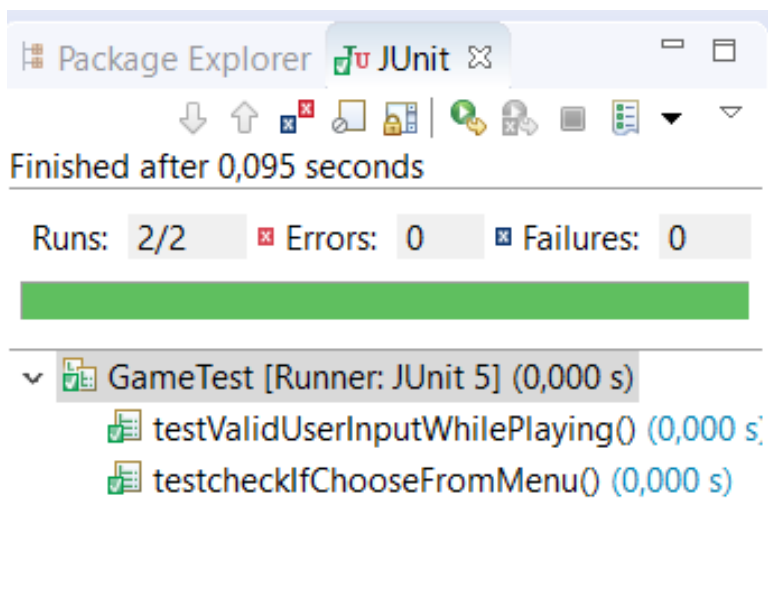 Package Explorer JUnit
Finished after 0,095 seconds
Runs: 2/2 Errors: 0 Failures: 0
GameTest [Runner: JUnit 5] (0,000 s)
testValidUserInputWhilePlaying() (0,000 s
testcheckIfChooseFromMenu() (0,000 s)